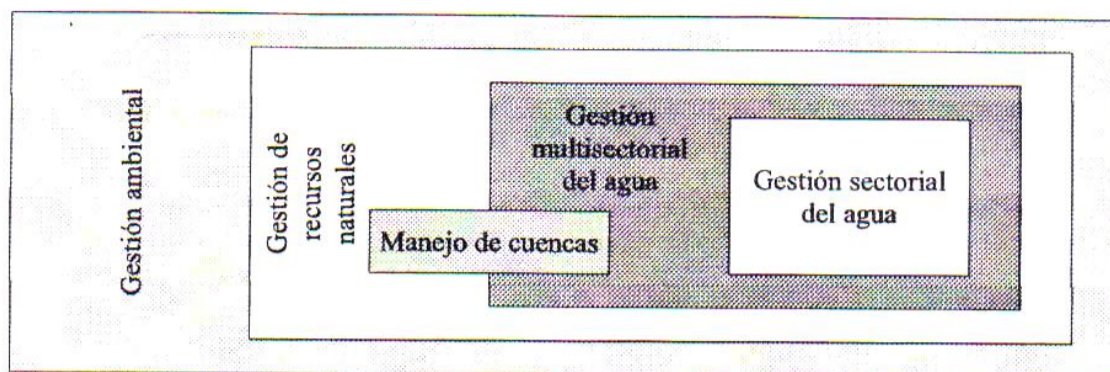 Gestión ambiental
Gestión de
recursos
naturales
Gestión
multisectorial
del agua
Manejo de cuencas
Gestión sectorial
del agua